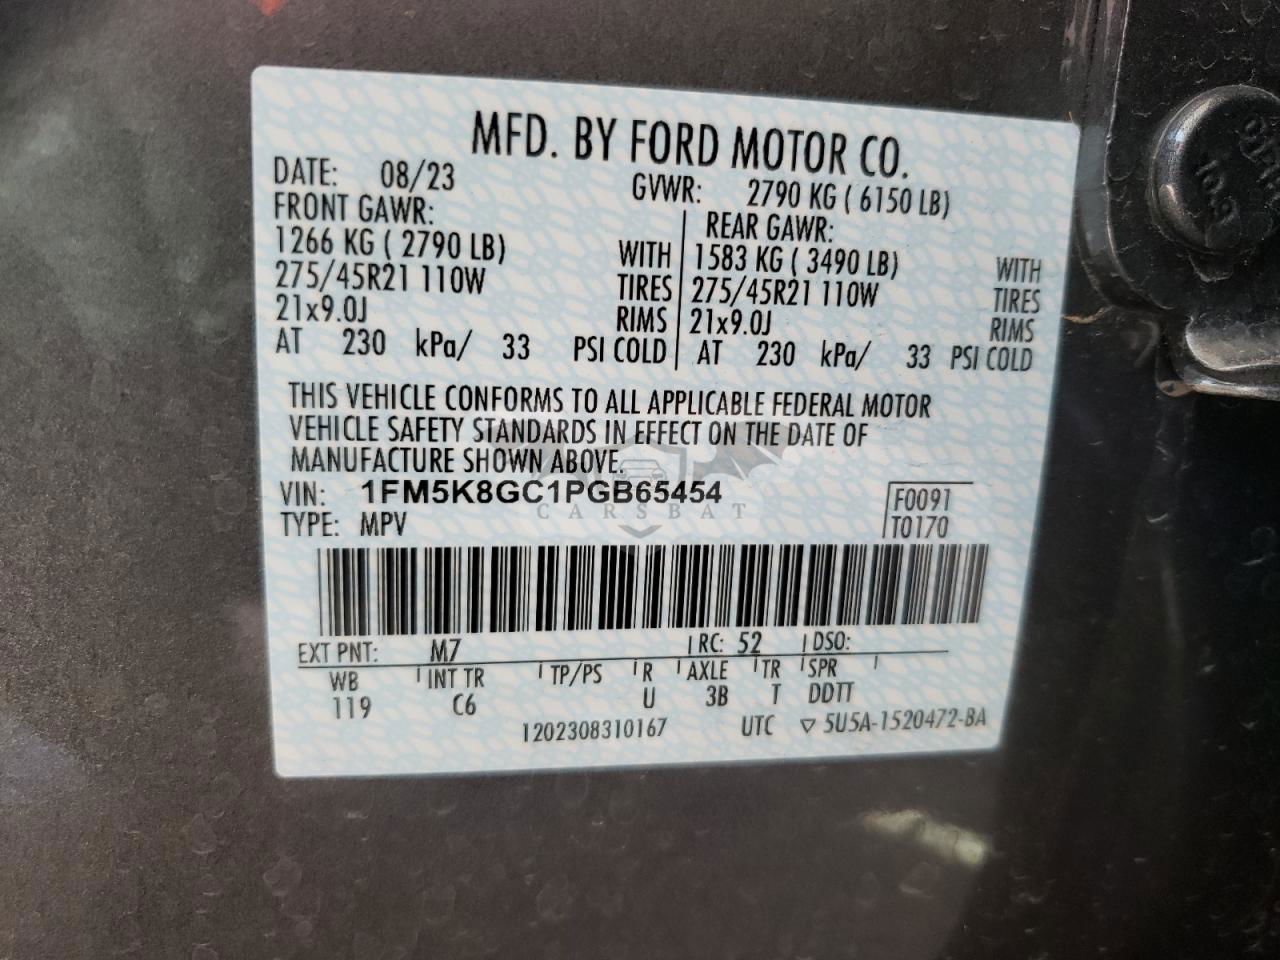 MFD. BY FORD MOTOR CO.
DATE: 08/23 GVWR: 2790 KG ( 6150 LB)
FRONT GAWR: REAR GAWR:
1266 KG ( 2790 LB) WITH 1583 KG ( 3490 LB) WITH
275/45R21 110W TIRES 275/45R21 110W TIRES
21x9.0J RIMS 21x9.0J RIMS
AT 230 kPa/ 33 PSI COLD AT 230 kPa/ 33 PSI COLD
THIS VEHICLE CONFORMS TO ALL APPLICABLE FEDERAL MOTOR
VEHICLE SAFETY STANDARDS IN EFFECT ON THE DATE OF
MANUFACTURE SHOWN ABOVE.
VIN: 1FM5K8GC1PGB65454 F0091
CARSBAT
TYPE: MPV T0170
EXT PNT: M7 RC: 52 DSO:
WB INT TR TP/PS R AXLE TR SPR
119 C6 U 3B T DDTT
1202308310167 UTC ▽ 5U5A-1520472-BA
10.9